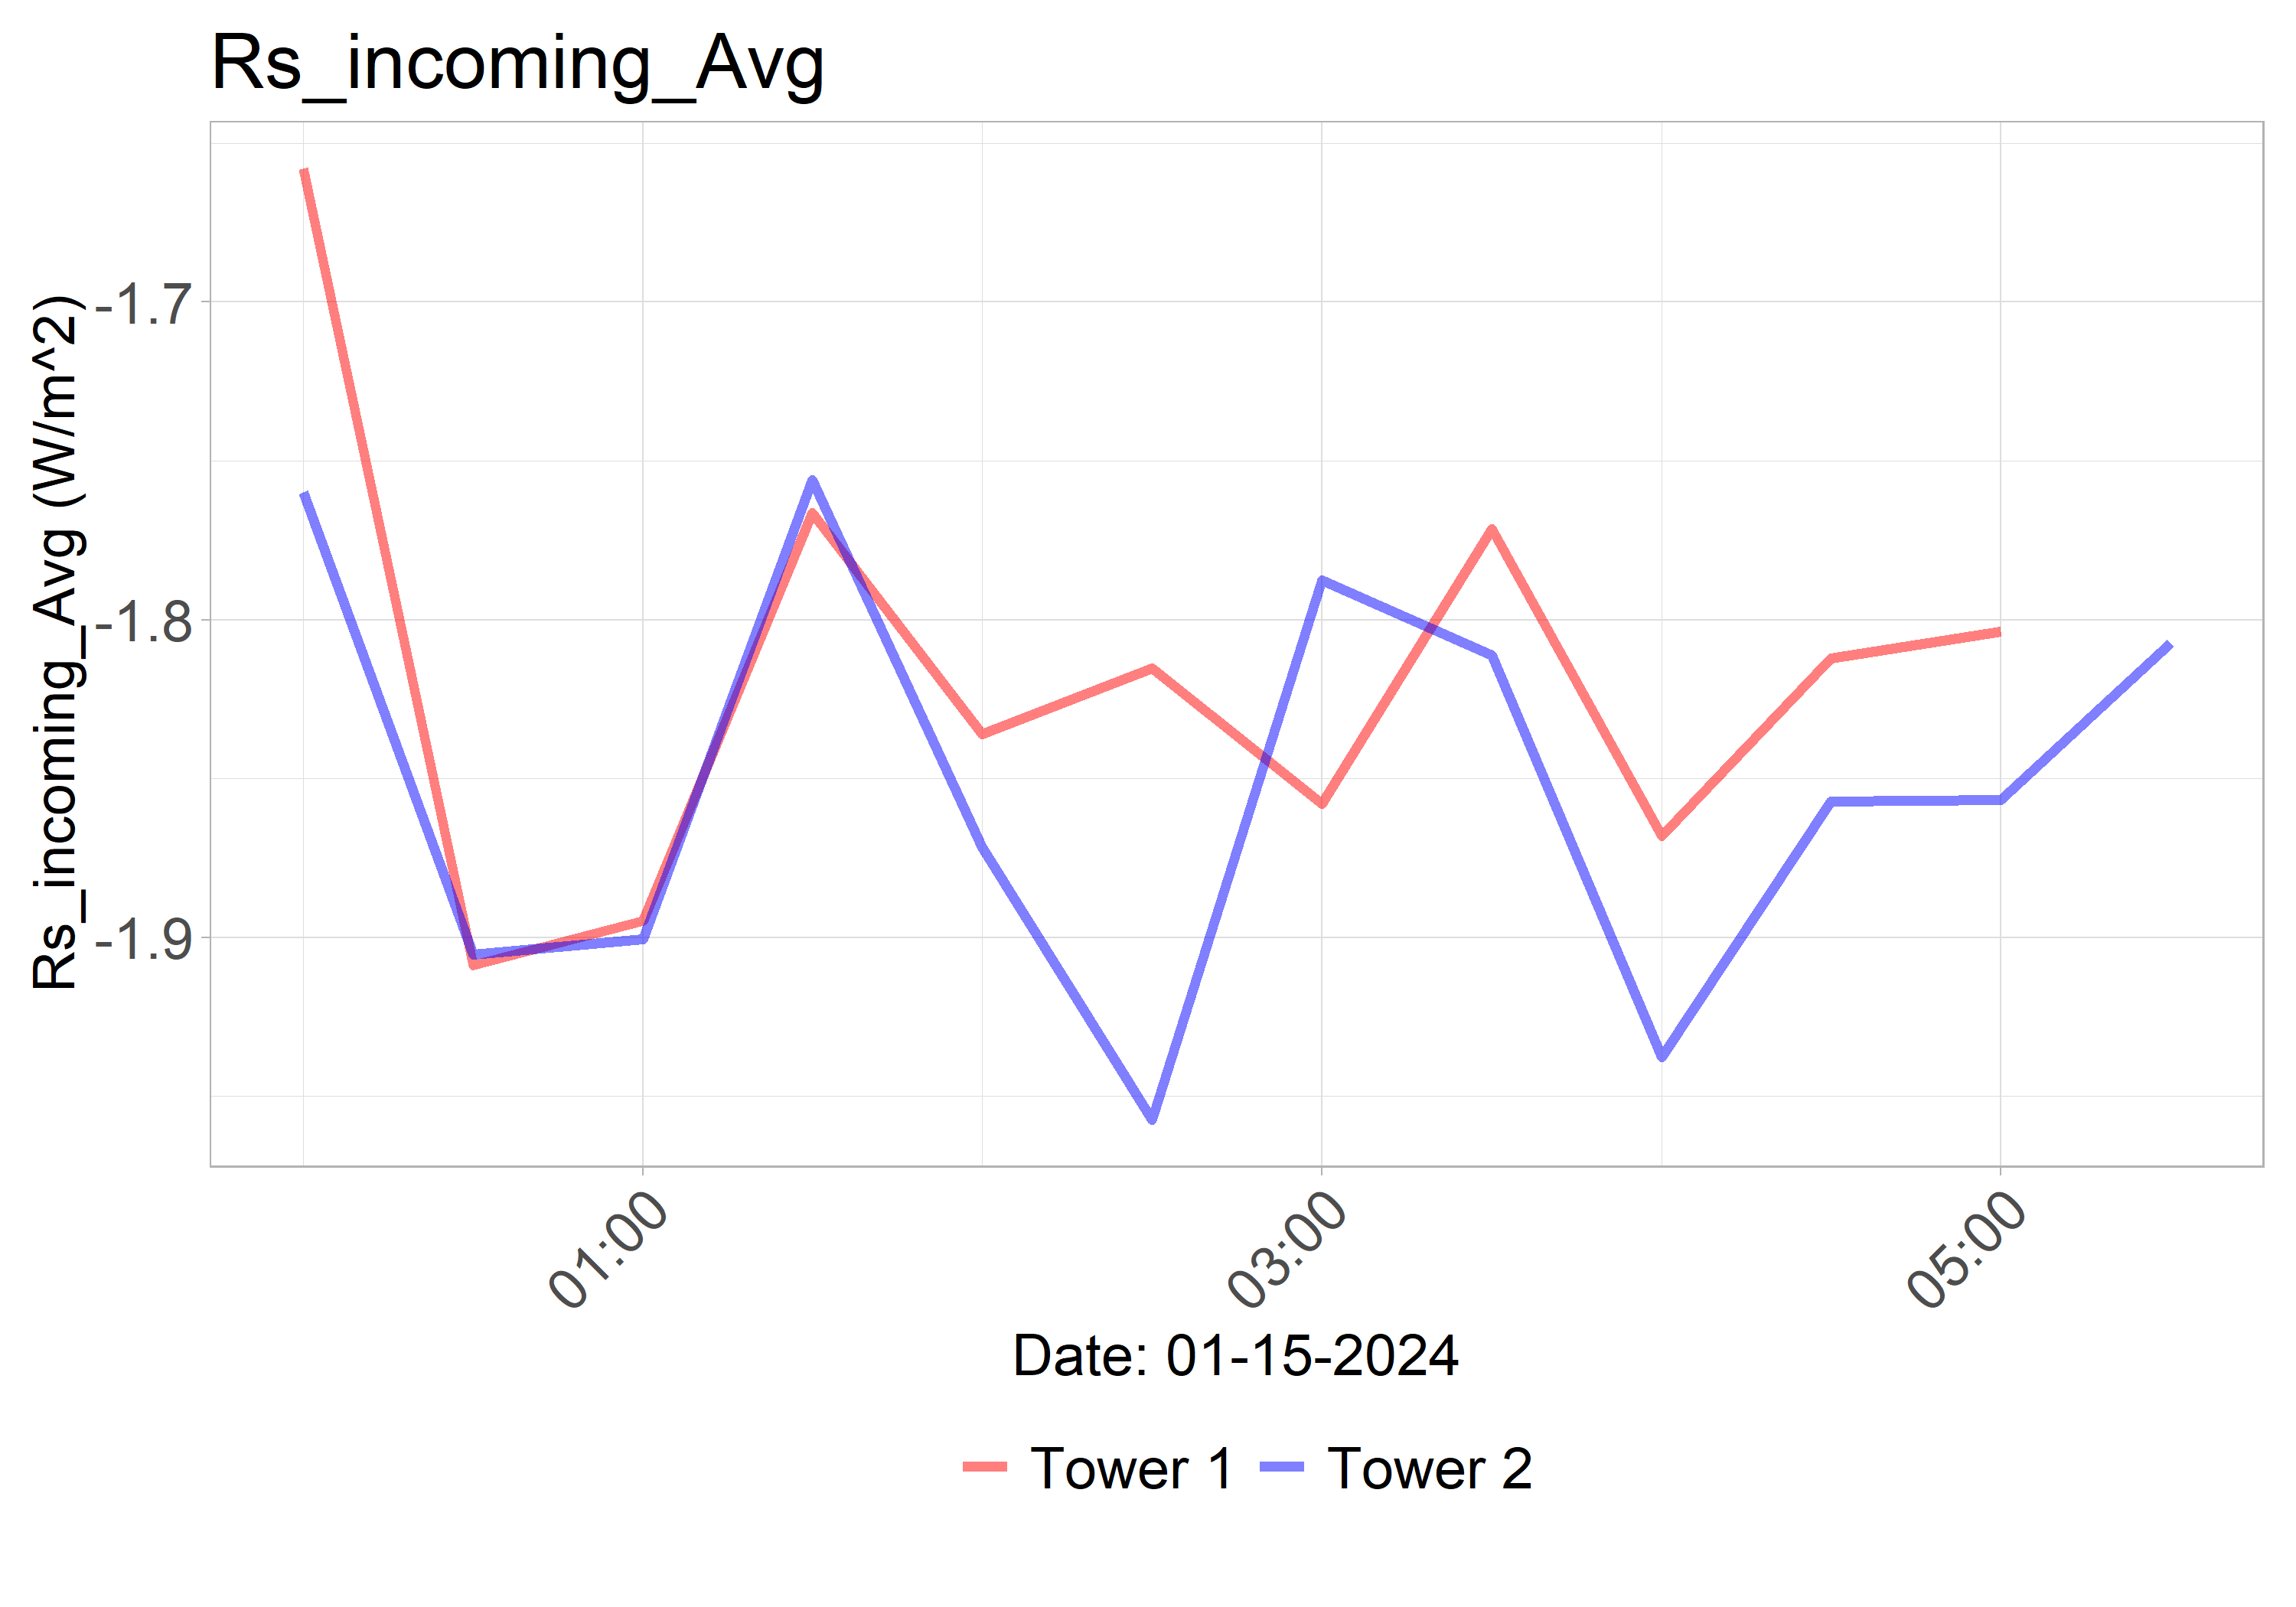 Rs_incoming_Avg
Rs_incoming_Avg (W/m^2)
-1.7
-1.8
-1.9
01:00
03:00
05:00
Date: 01-15-2024
Tower 1
Tower 2